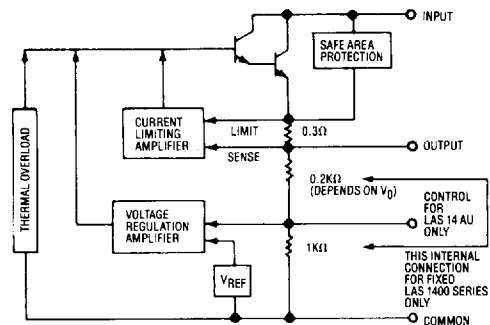 INPUT
SAFE AREA
PROTECTION
CURRENT
LIMITING
AMPLIFIER
LIMIT
0.3Ω
SENSE
OUTPUT
THERMAL OVERLOAD
0.2KΩ
(DEPENDS ON V0)
VOLTAGE
REGULATION
AMPLIFIER
CONTROL
FOR
LAS 14 AU
ONLY
1KΩ
THIS INTERNAL
CONNECTION
FOR FIXED
LAS 1400 SERIES
ONLY
VREF
COMMON